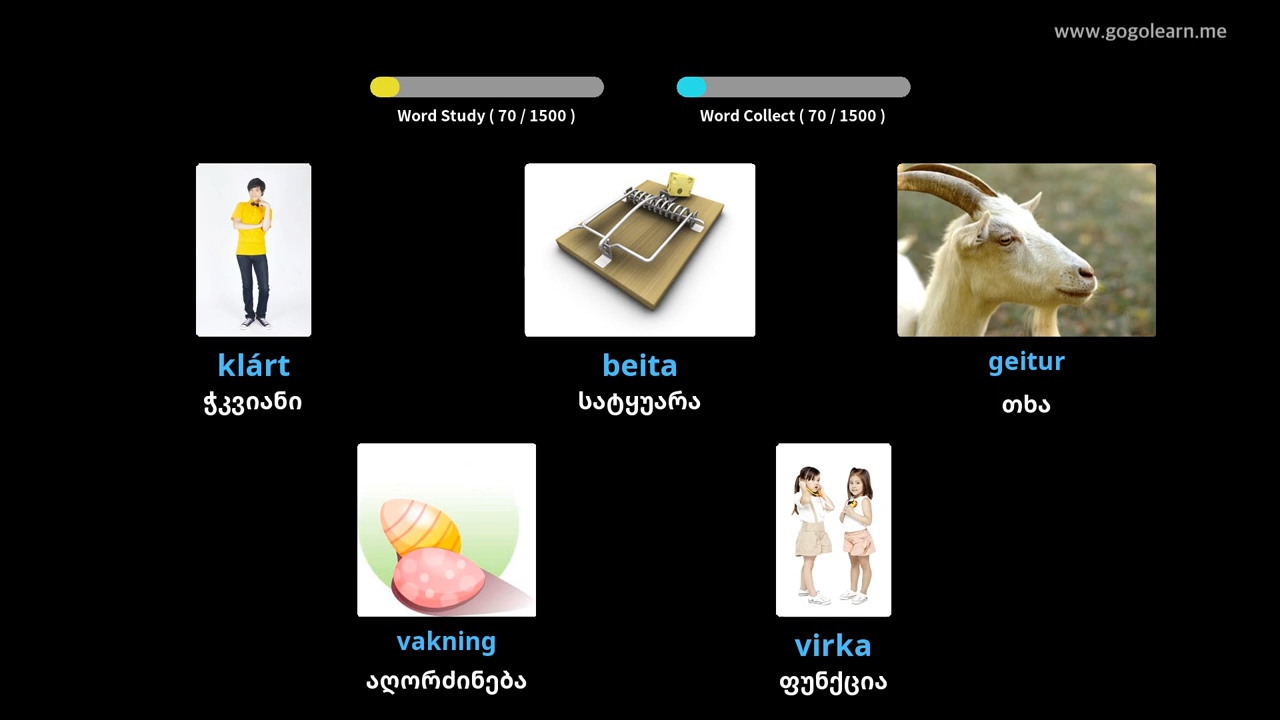 www.gogolearn.me
Word Study ( 70 / 1500 )
Word Collect ( 70 / 1500 )
klárt
ჭკვიანი
beita
სატყუარა
geitur
თხა
vakning
აღორძინება
virka
ფუნქცია